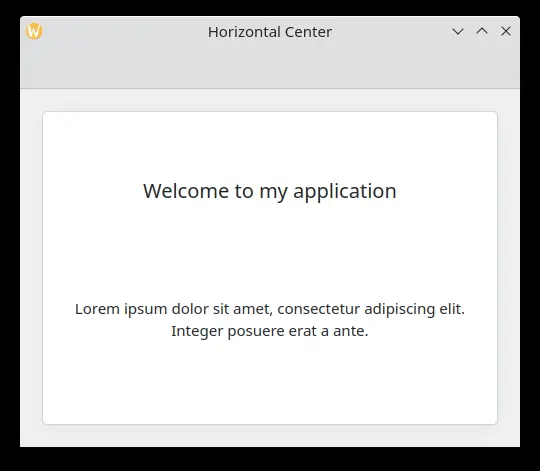 Horizontal Center
Welcome to my application
Lorem ipsum dolor sit amet, consectetur adipiscing elit.
Integer posuere erat a ante.